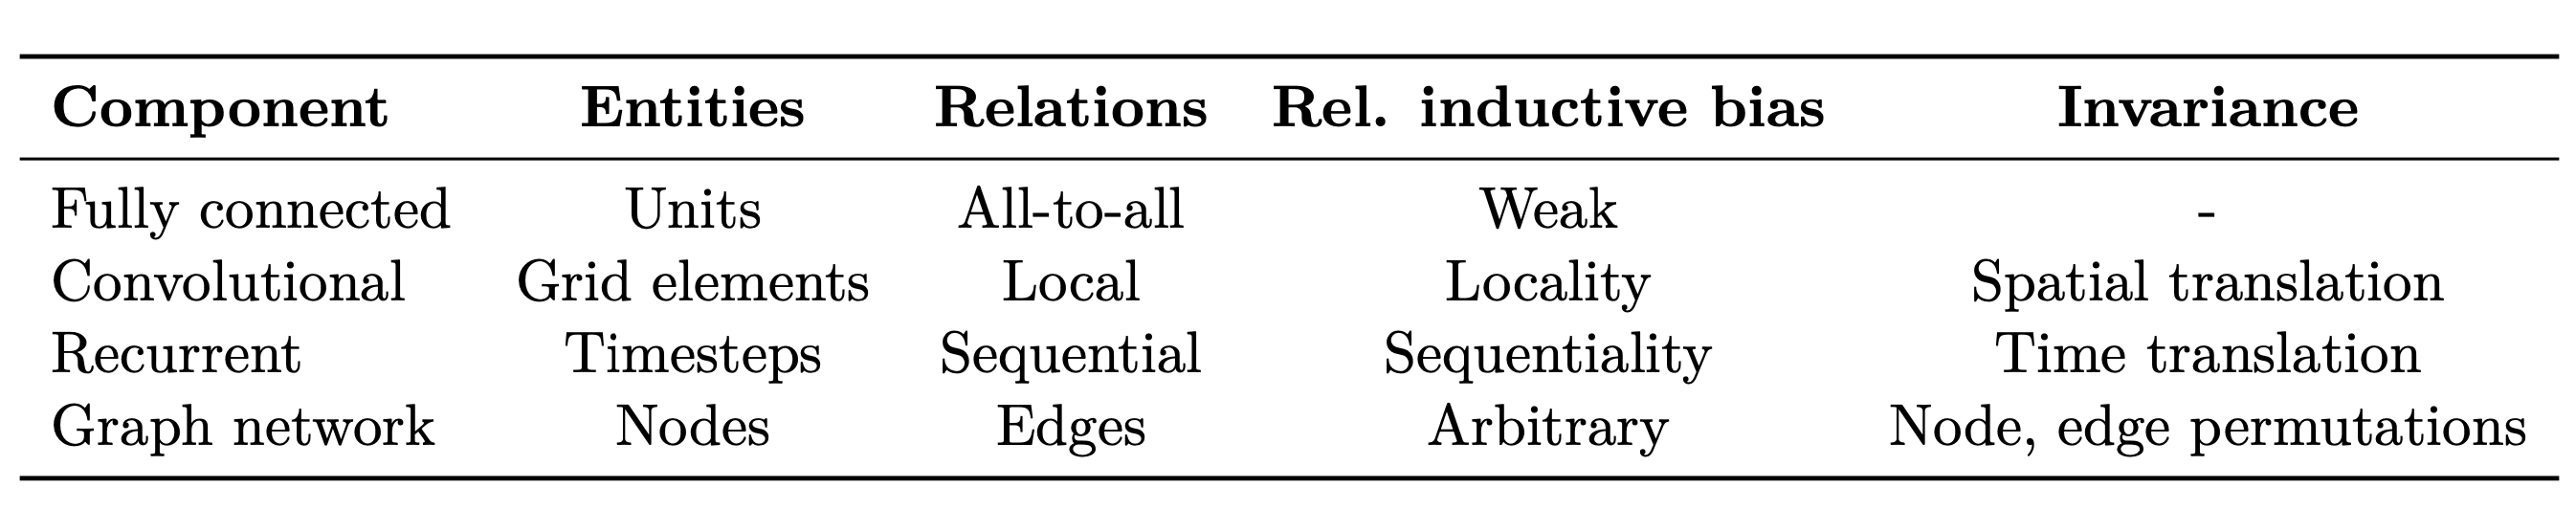 Component Entities Relations Rel. inductive bias Invariance
Fully connected Units All-to-all Weak -
Convolutional Grid elements Local Locality Spatial translation
Recurrent Timesteps Sequential Sequentiality Time translation
Graph network Nodes Edges Arbitrary Node, edge permutations